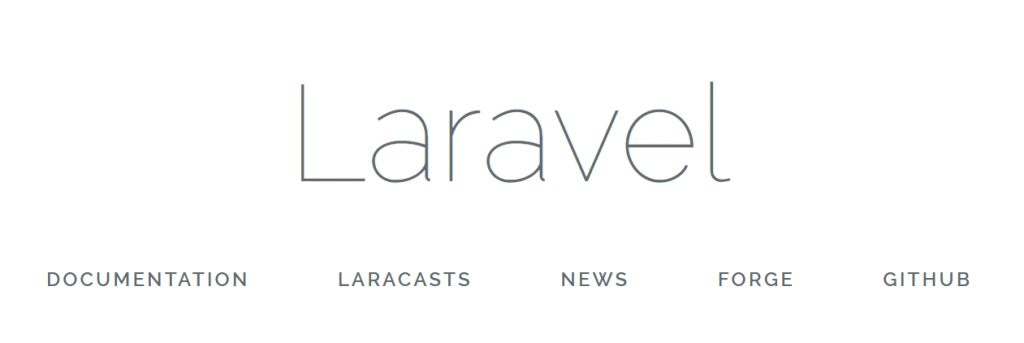 Laravel
DOCUMENTATION LARACASTS NEWS FORGE GITHUB